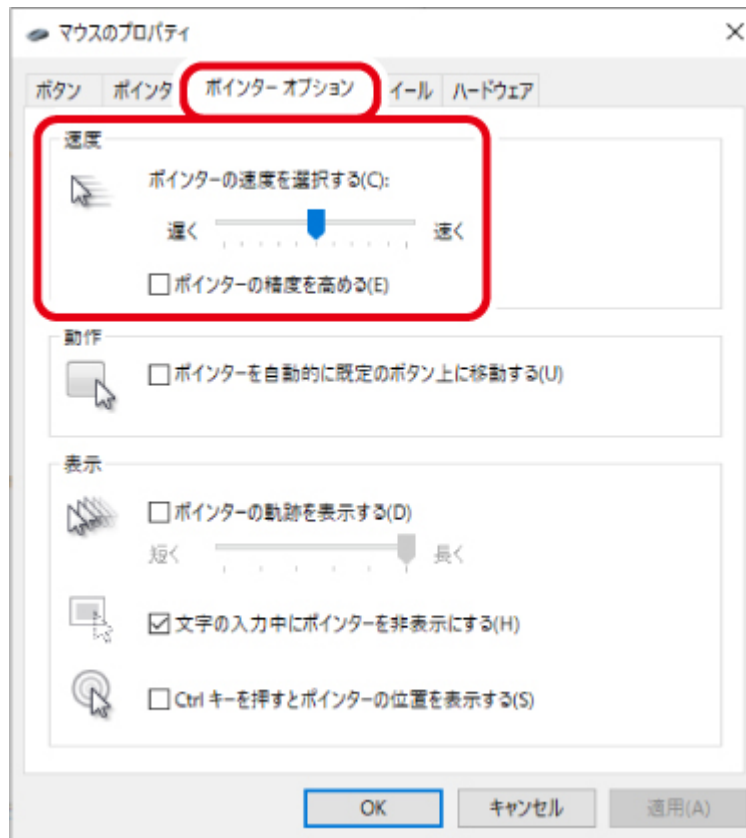 マウスのプロパティ
ボタン ポインタ ポインター オプション イール ハードウェア
速度
ポインターの速度を選択する(C):
遅く 速く
ポインターの精度を高める(E)
動作
ポインターを自動的に既定のボタン上に移動する(U)
表示
ポインターの軌跡を表示する(D)
短く 長く
文字の入力中にポインターを非表示にする(H)
Ctrl キーを押すとポインターの位置を表示する(S)
OK キャンセル 適用(A)